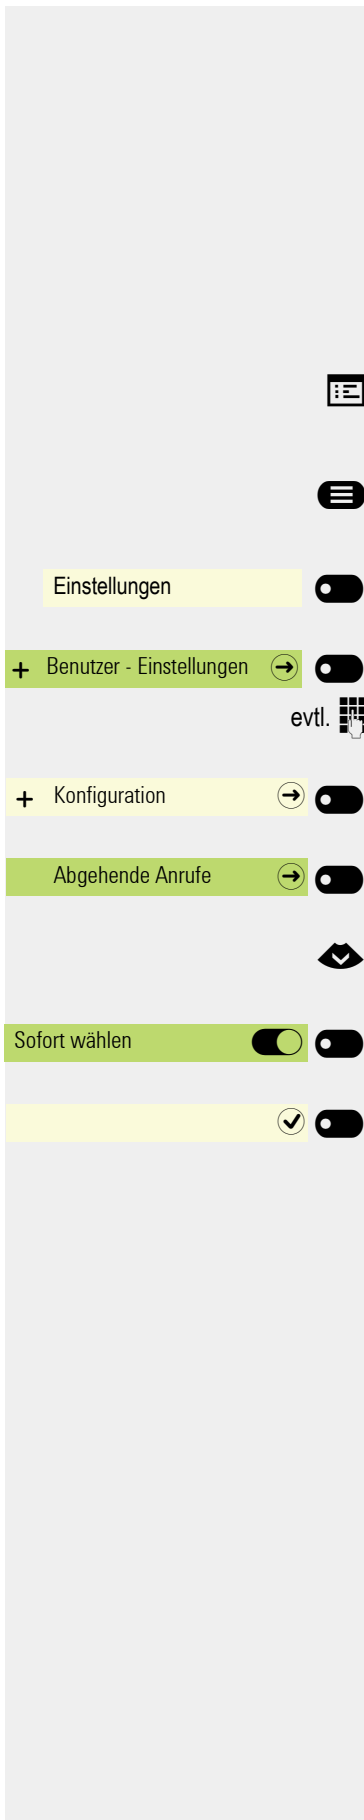 Einstellungen
+ Benutzer - Einstellungen
evtl.
+ Konfiguration
Abgehende Anrufe
Sofort wählen